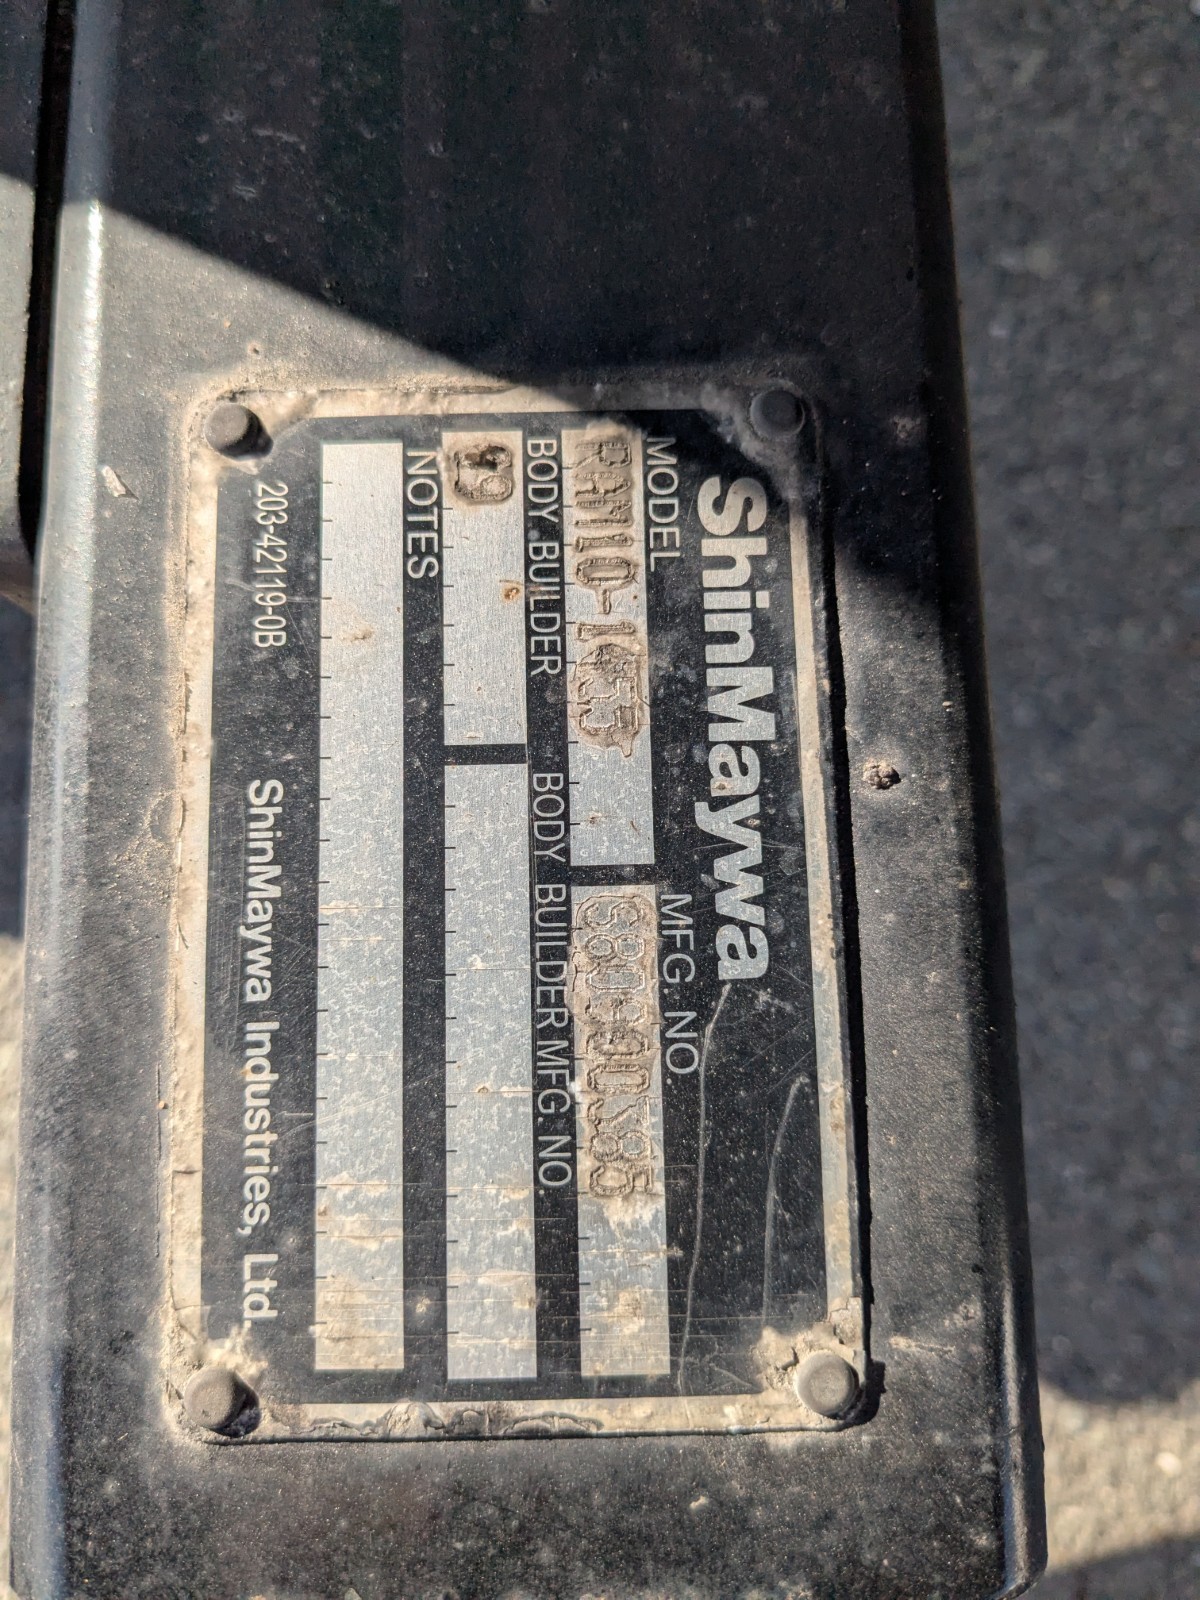 ShinMaywa
MODEL MFG. NO.
BODY BUILDER BODY BUILDER MFG. NO.
NOTES
203-42119-0B ShinMaywa Industries, Ltd.